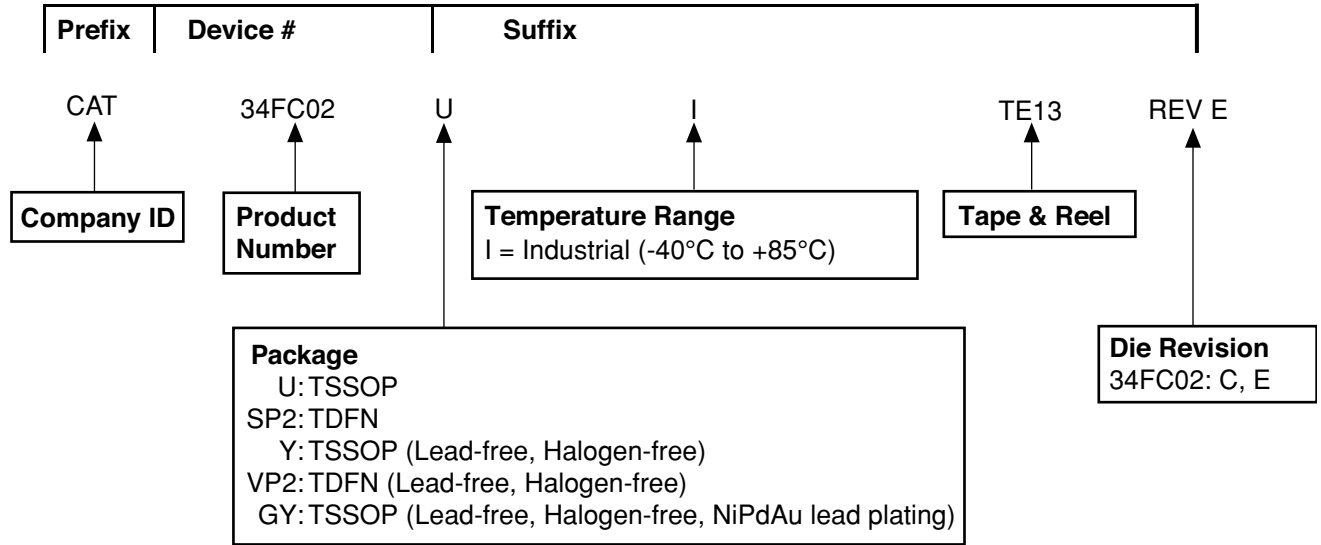 Prefix Device # Suffix
CAT 34FC02 U I TE13 REV E
Company ID
Product
Number
Temperature Range
I = Industrial (-40°C to +85°C)
Tape & Reel
Package
U: TSSOP
SP2: TDFN
Y: TSSOP (Lead-free, Halogen-free)
VP2: TDFN (Lead-free, Halogen-free)
GY: TSSOP (Lead-free, Halogen-free, NiPdAu lead plating)
Die Revision
34FC02: C, E